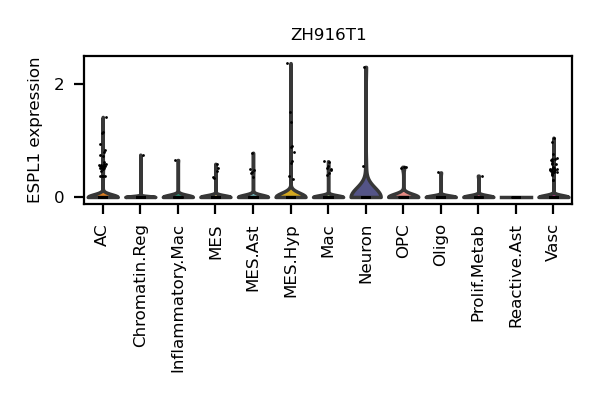 ZH916T1
ESPL1 expression
2
0
AC
Chromatin.Reg
Inflammatory.Mac
MES
MES.Ast
MES.Hyp
Mac
Neuron
OPC
Oligo
Prolif.Metab
Reactive.Ast
Vasc